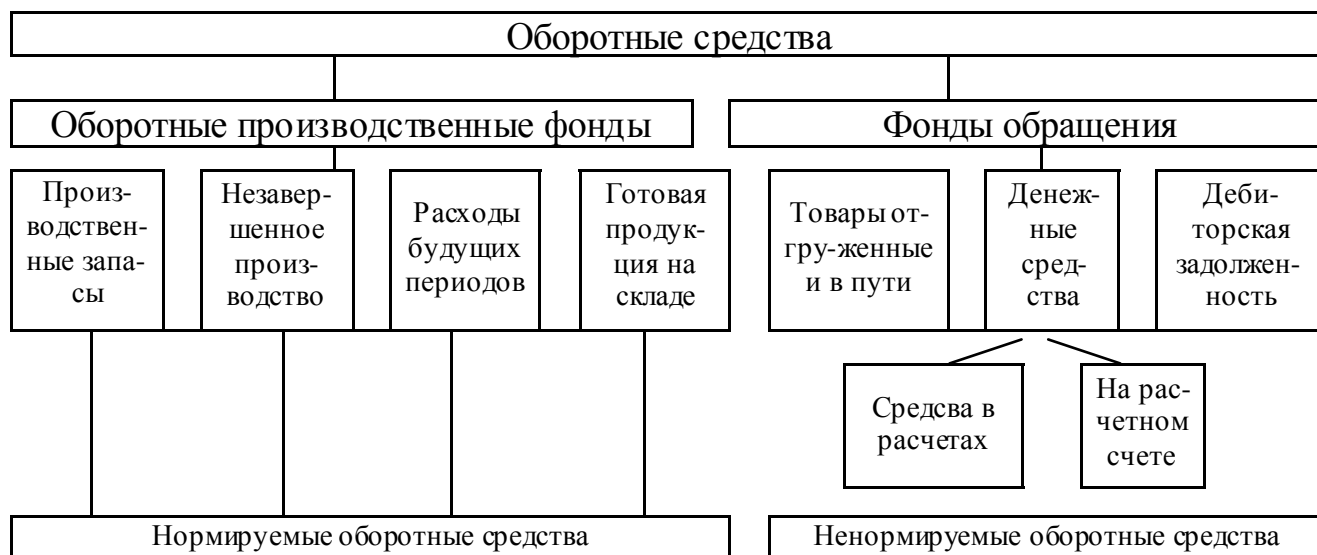 Оборотные средства
Оборотные производственные фонды
Фонды обращения
Произ-
водствен-
ные запа-
сы
Незавер-
шенное
произ-
водство
Расходы
будущих
периодов
Готовая
продук-
ция на
складе
Товары от-
гру-женные
и в пути
Денеж-
ные
сред-
ства
Деби-
торская
задолжен-
ность
Средсва в
расчетах
На рас-
четном
счете
Нормируемые оборотные средства
Ненормируемые оборотные средства